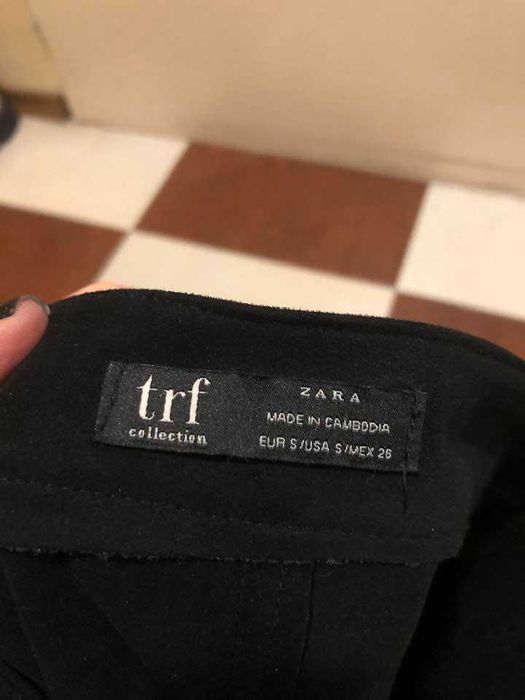 trf
collection
ZARA
MADE IN CAMBODIA
EUR S/USA S/MEX 26